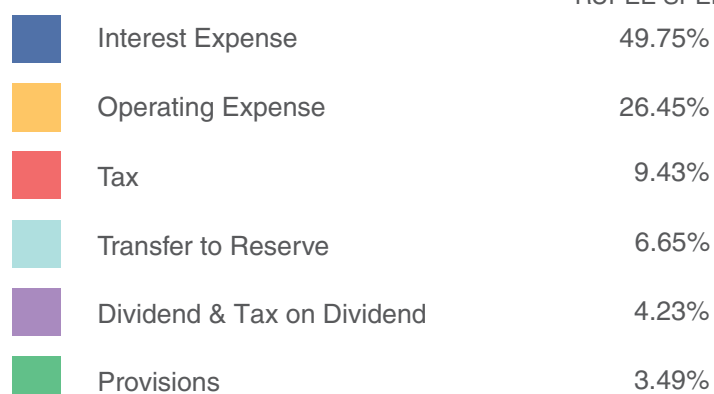 Interest Expense 49.75%
Operating Expense 26.45%
Tax 9.43%
Transfer to Reserve 6.65%
Dividend & Tax on Dividend 4.23%
Provisions 3.49%